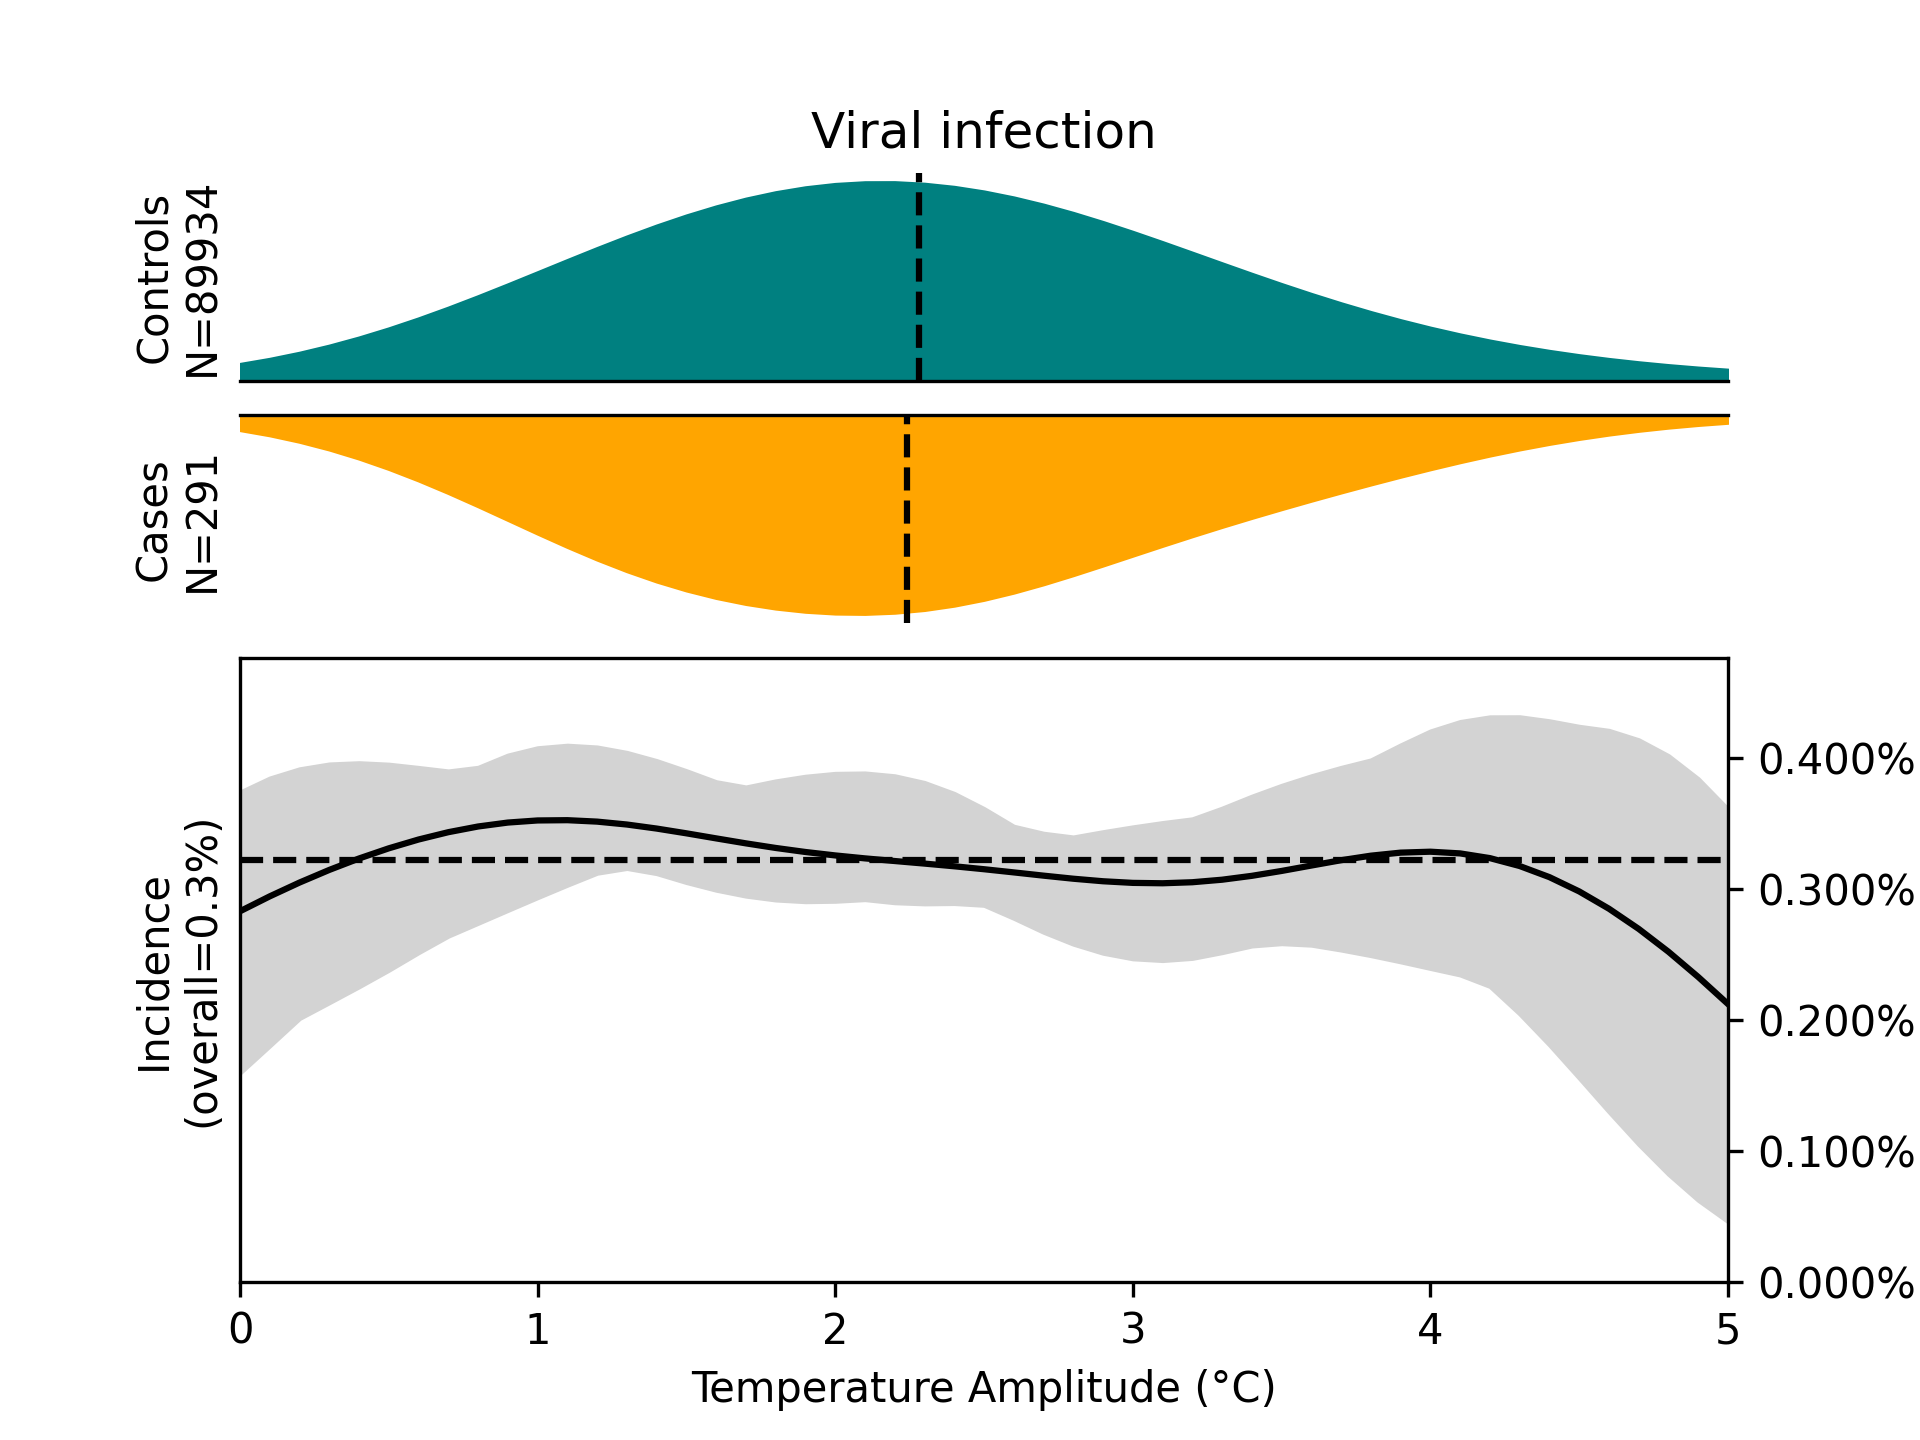 Viral infection
Controls
N=89934
Cases
N=291
Incidence
(overall=0.3%)
0.400%
0.300%
0.200%
0.100%
0.000%
0 1 2 3 4 5
Temperature Amplitude (°C)